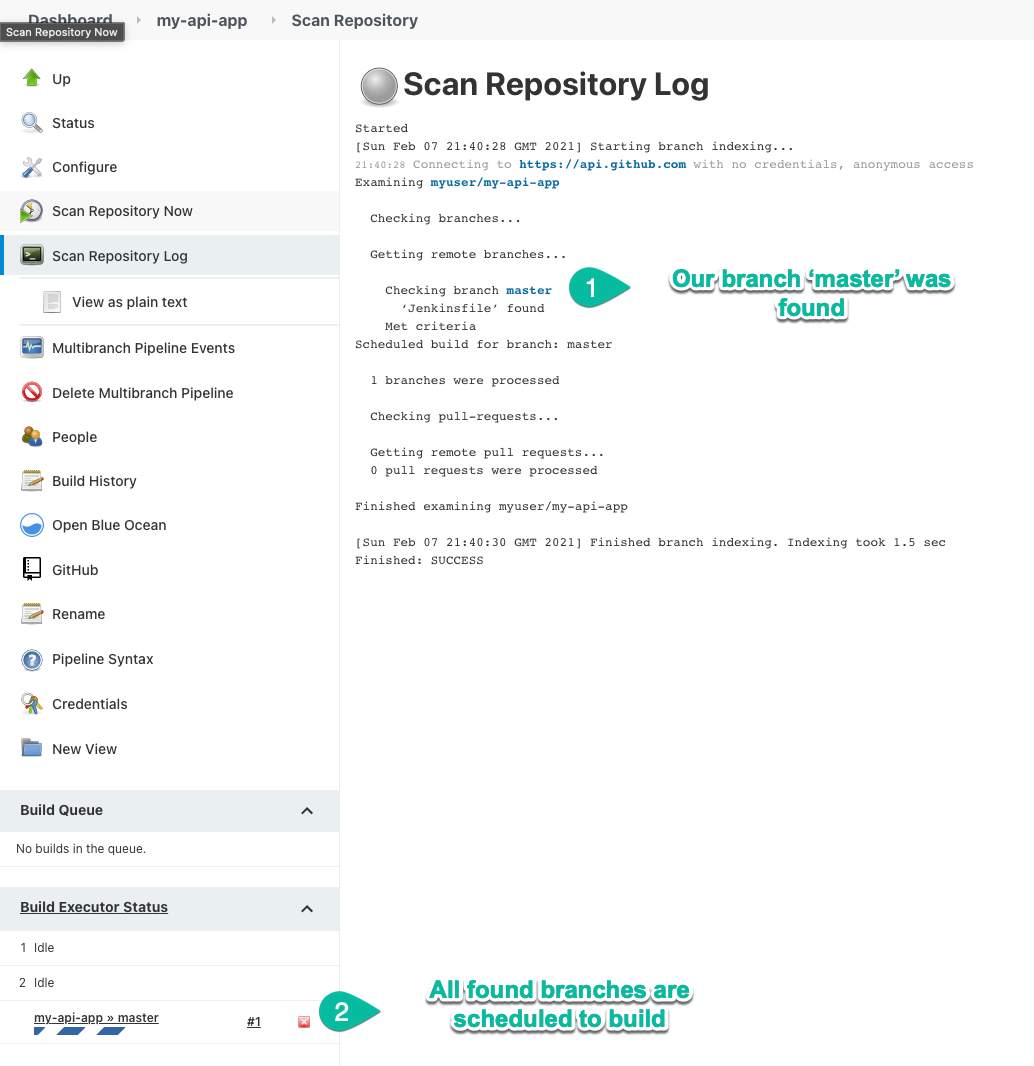 Dashboard
my-api-app
Scan Repository
Scan Repository Now
Up
Status
Configure
Scan Repository Now
Scan Repository Log
View as plain text
Multibranch Pipeline Events
Delete Multibranch Pipeline
People
Build History
Open Blue Ocean
GitHub
Rename
Pipeline Syntax
Credentials
New View
Build Queue
No builds in the queue.
Build Executor Status
1 Idle
2 Idle
my-api-app » master
#1
Scan Repository Log
Started
[Sun Feb 07 21:40:28 GMT 2021] Starting branch indexing...
21:40:28 Connecting to https://api.github.com with no credentials, anonymous access
Examining myuser/my-api-app
Checking branches...
Getting remote branches...
Checking branch master
‘Jenkinsfile’ found
Met criteria
Scheduled build for branch: master
1 branches were processed
Checking pull-requests...
Getting remote pull requests...
0 pull requests were processed
Finished examining myuser/my-api-app
[Sun Feb 07 21:40:30 GMT 2021] Finished branch indexing. Indexing took 1.5 sec
Finished: SUCCESS
1
Our branch ‘master’ was
found
2
All found branches are
scheduled to build